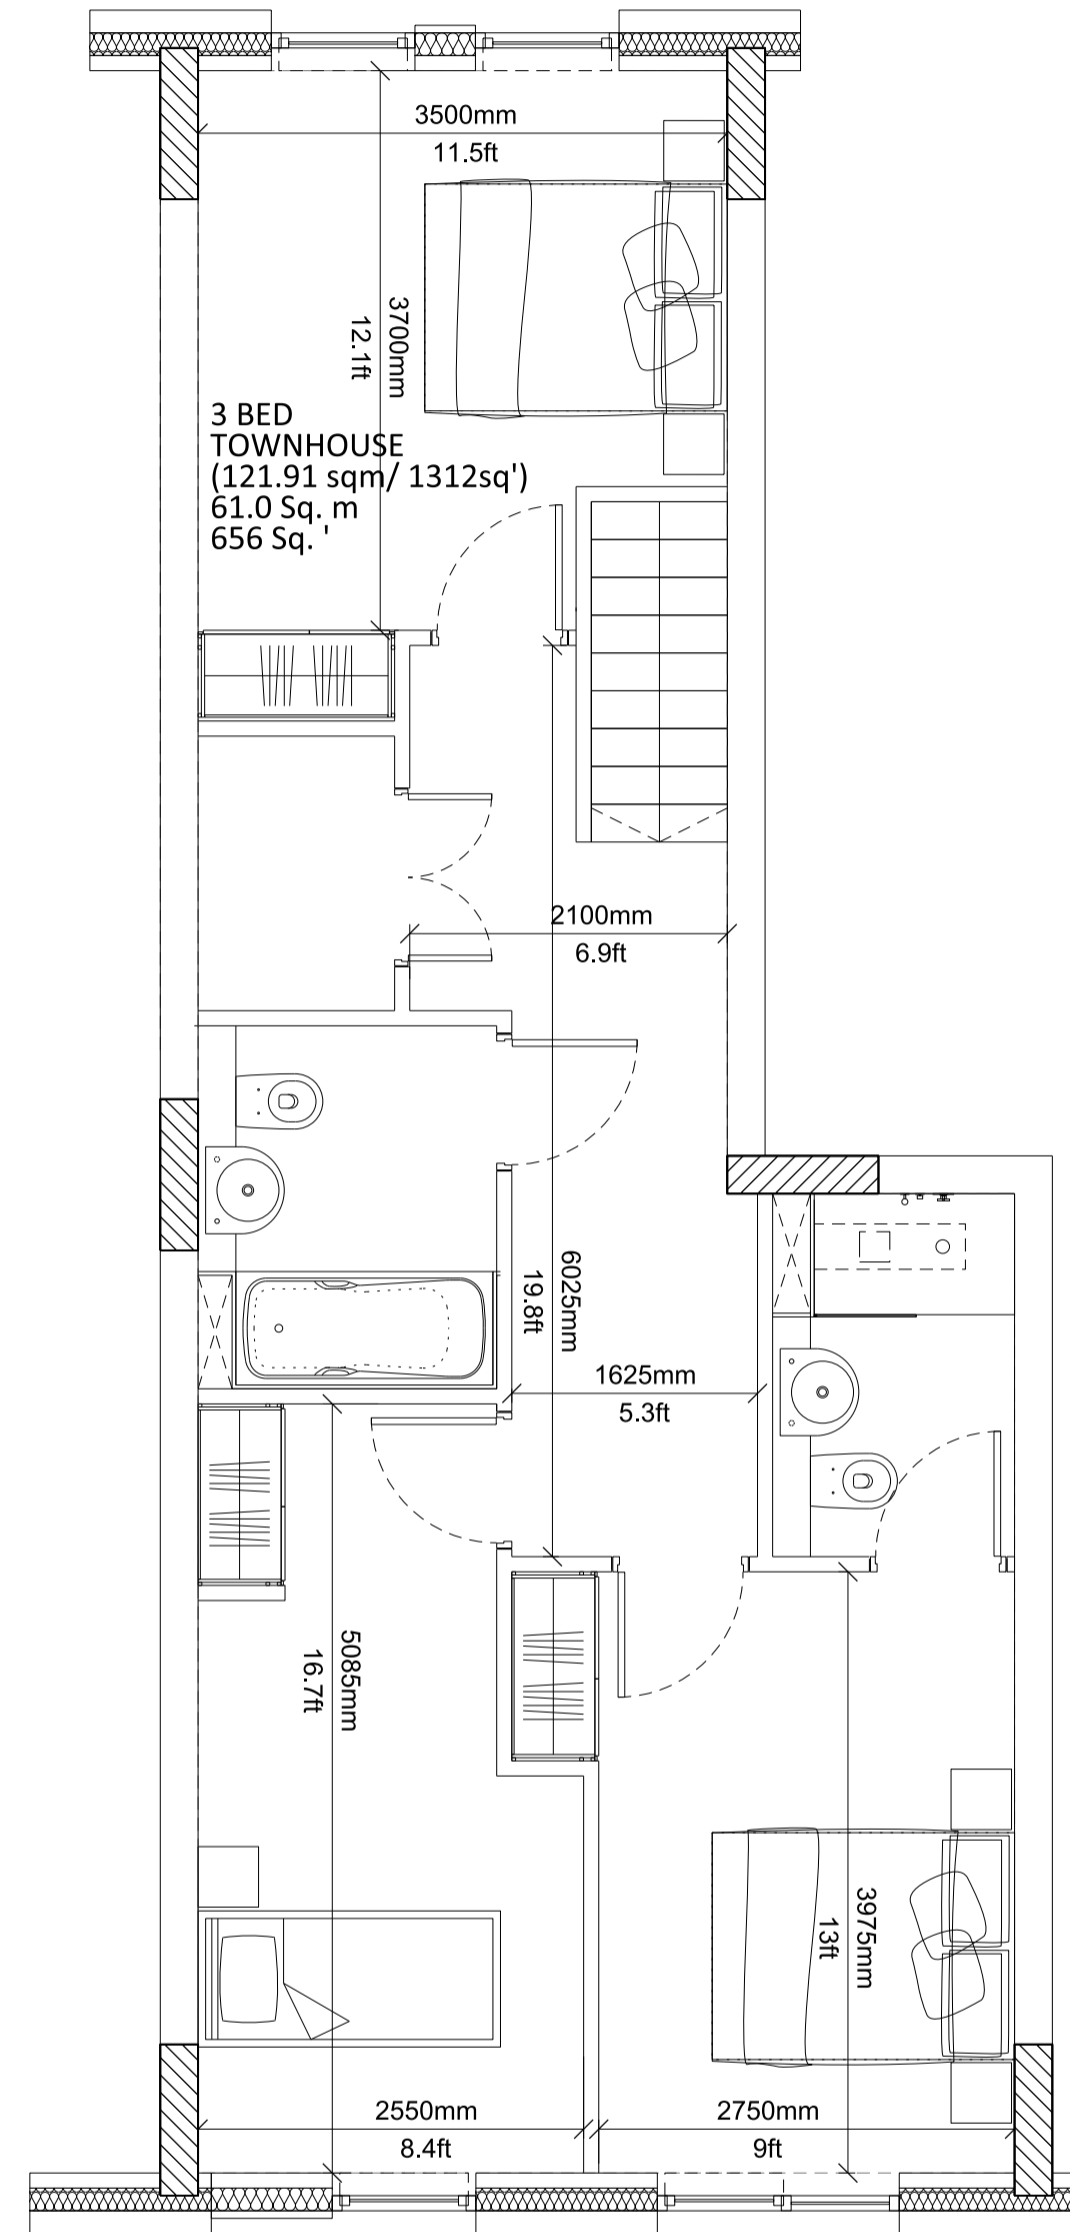 3500mm
11.5ft
3700mm
12.1ft
3 BED
TOWNHOUSE
(121.91 sqm/ 1312sq')
61.0 Sq. m
656 Sq. '
2100mm
6.9ft
6025mm
19.8ft
1625mm
5.3ft
5085mm
16.7ft
3975mm
13ft
2550mm
8.4ft
2750mm
9ft